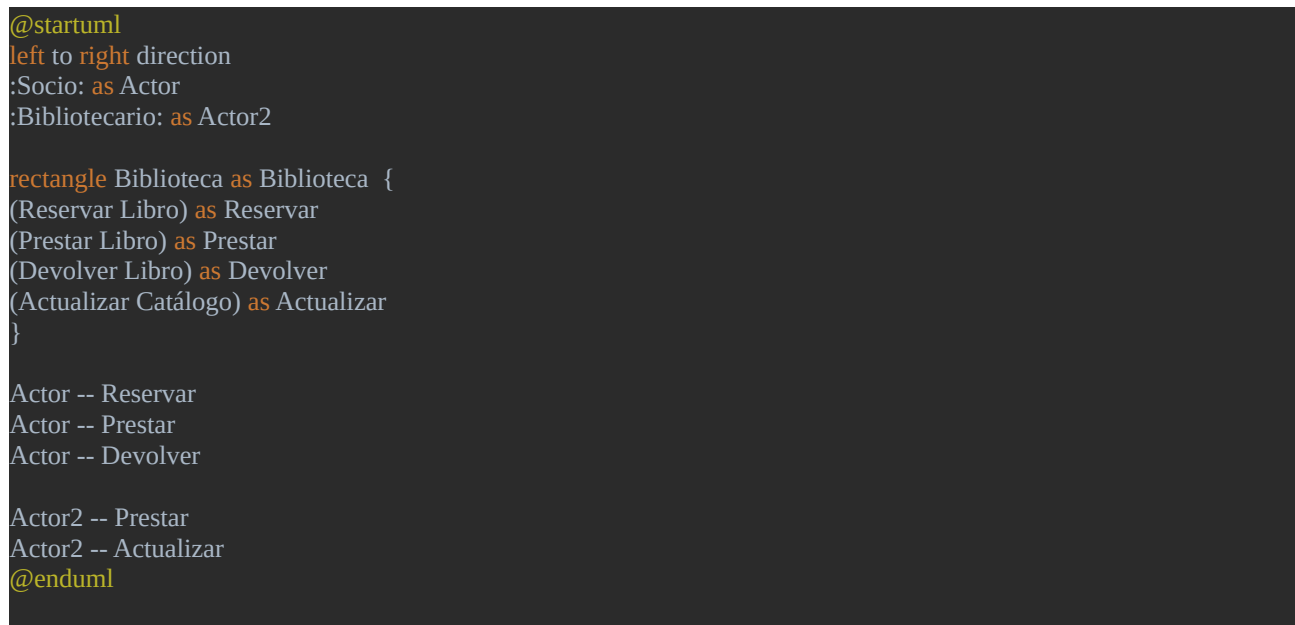 @startuml
left to right direction
:Socio: as Actor
:Bibliotecario: as Actor2
rectangle Biblioteca as Biblioteca  {
(Reservar Libro) as Reservar
(Prestar Libro) as Prestar
(Devolver Libro) as Devolver
(Actualizar Catálogo) as Actualizar
}
Actor -- Reservar
Actor -- Prestar
Actor -- Devolver
Actor2 -- Prestar
Actor2 -- Actualizar
@enduml